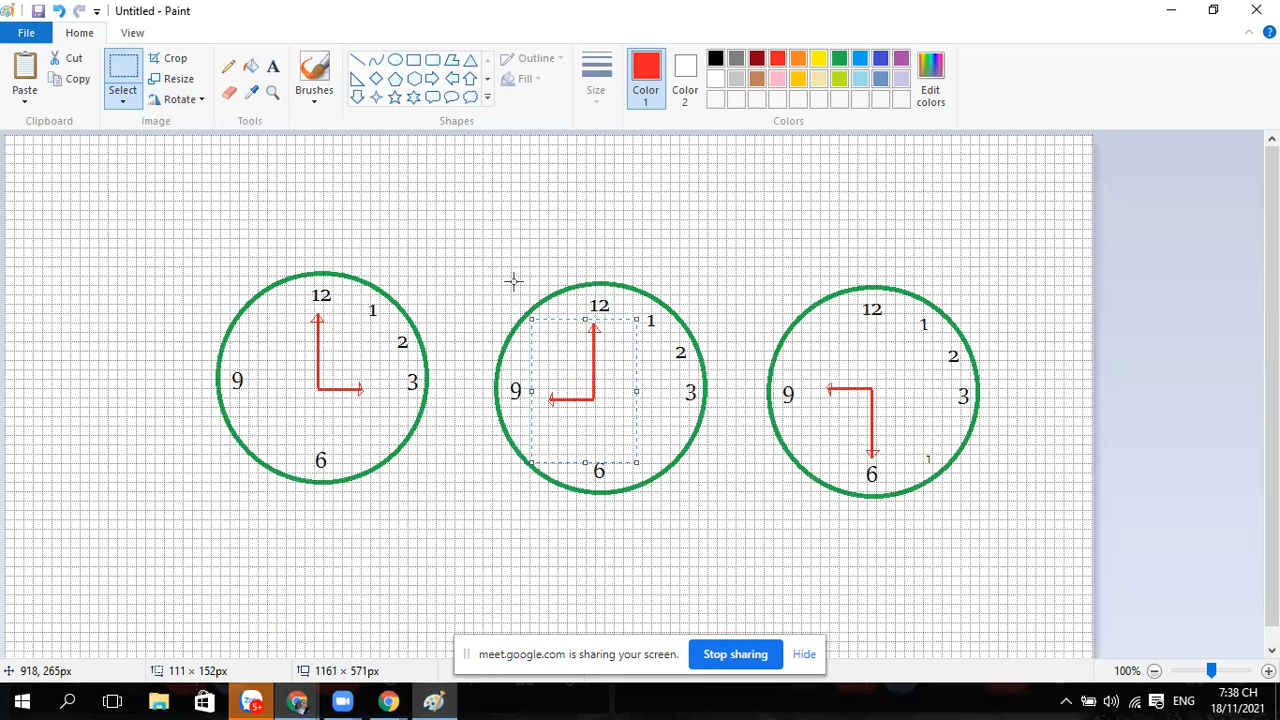 Untitled - Paint
File Home View
Paste
Cut
Copy
Clipboard
Select
Crop
Resize
Rotate
Image
A
Tools
Brushes
Outline
Fill
Shapes
Size
Color 1
Color 2
Edit colors
Colors
12 1 2 3 6 9
12 1 2 3 6 9
12 1 2 3 1 6 9
meet.google.com is sharing your screen. Stop sharing Hide
918, 265px 111 × 152px 1161 × 571px 100%
Zalo 5+ ENG 7:38 CH
18/11/2021